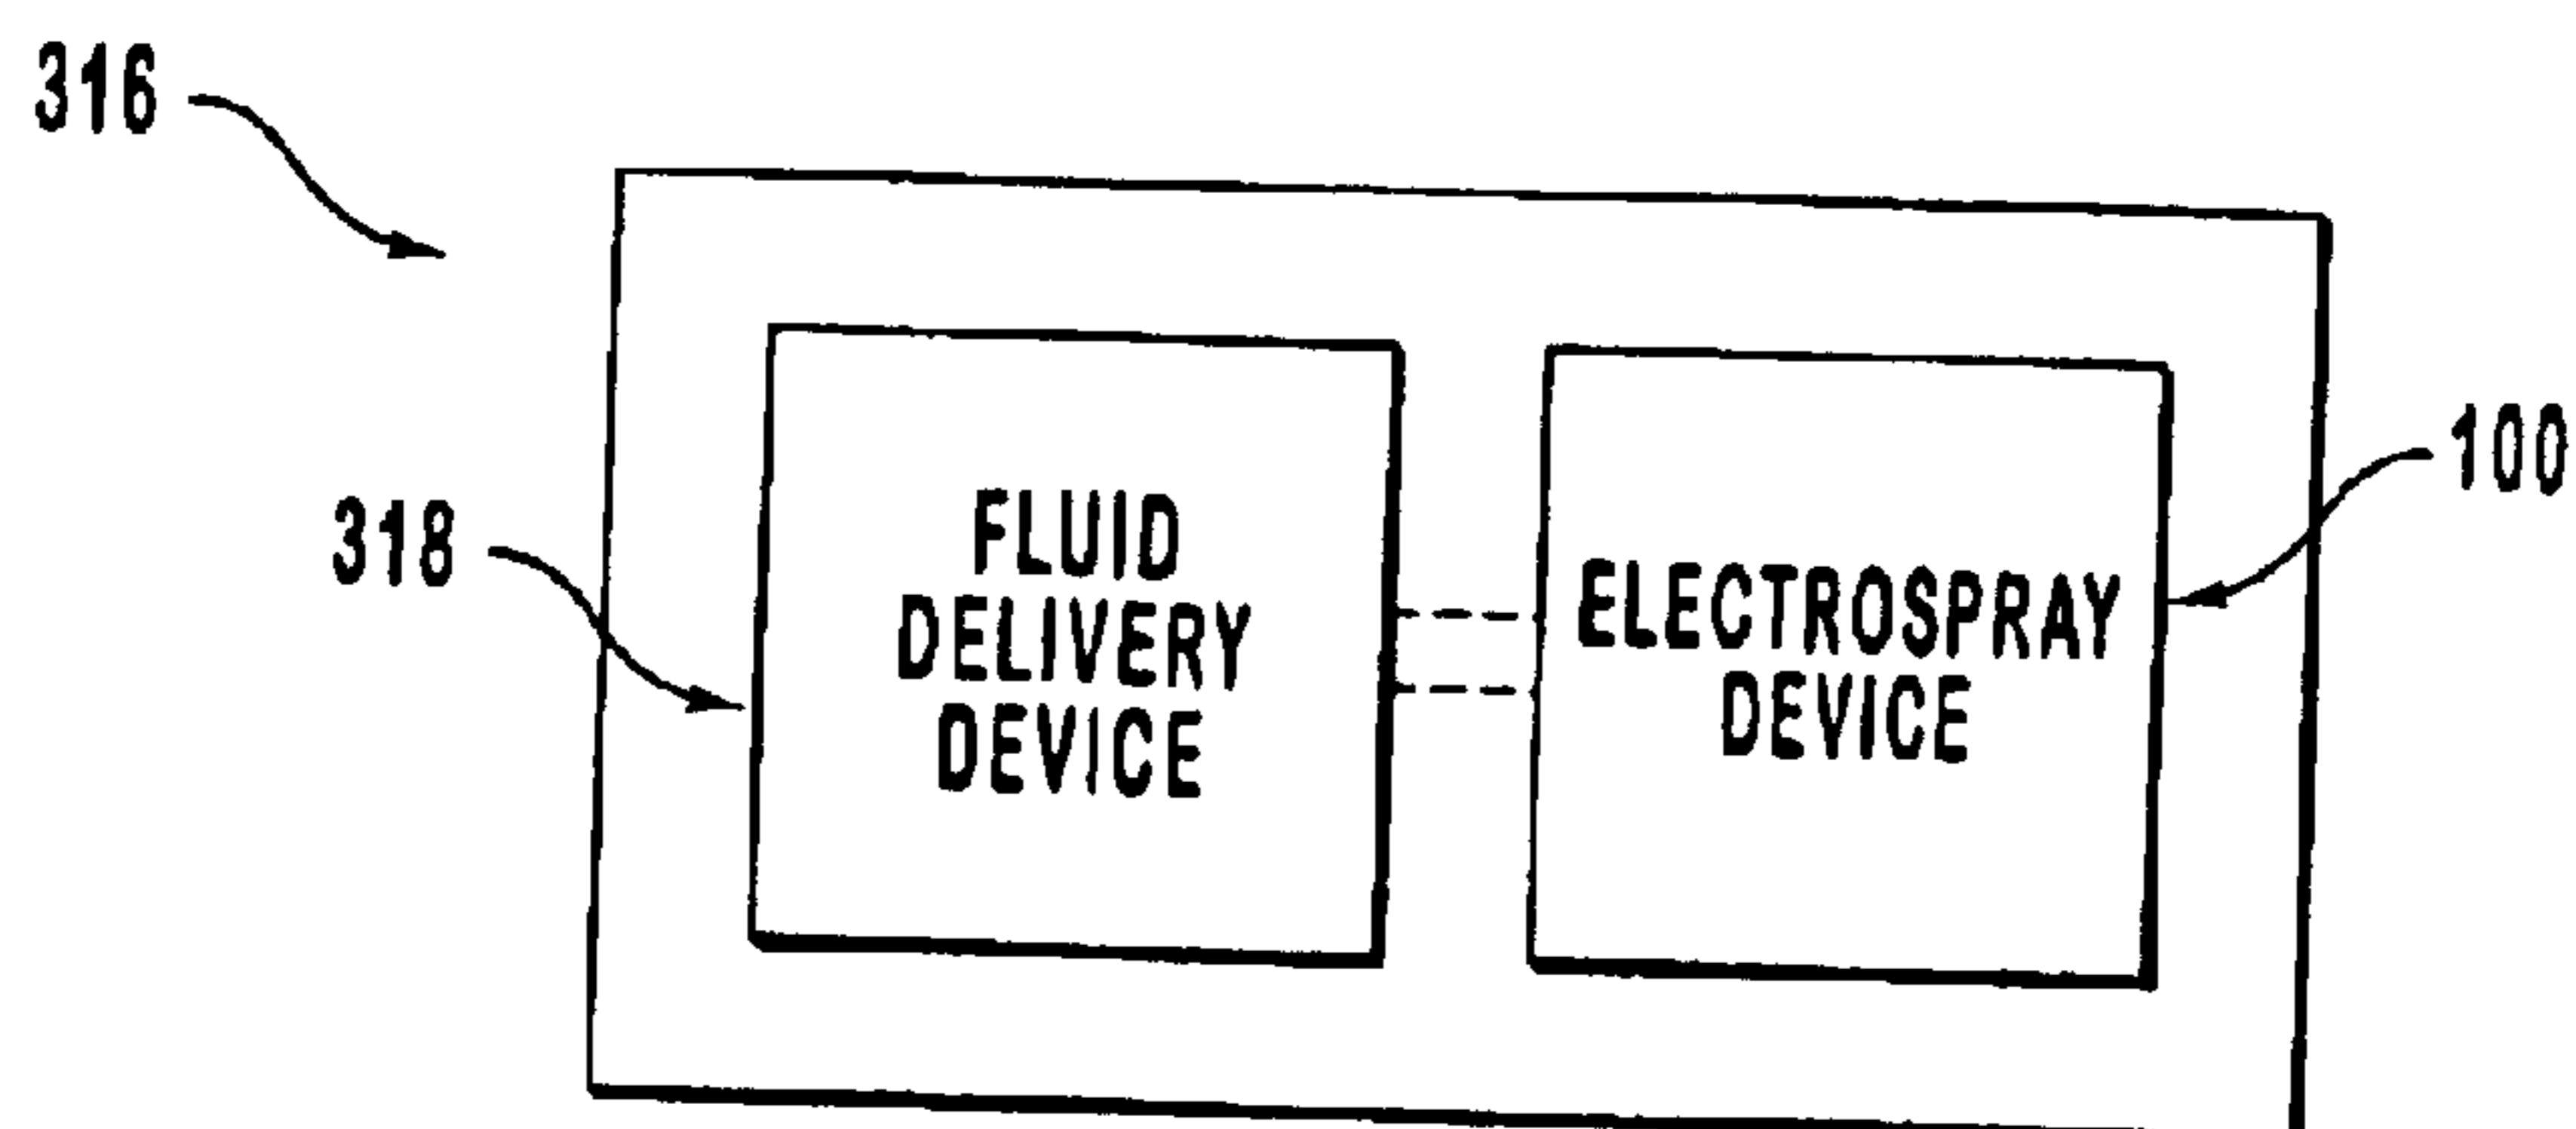 316
318
FLUID
DELIVERY
DEVICE
ELECTROSPRAY
DEVICE
100